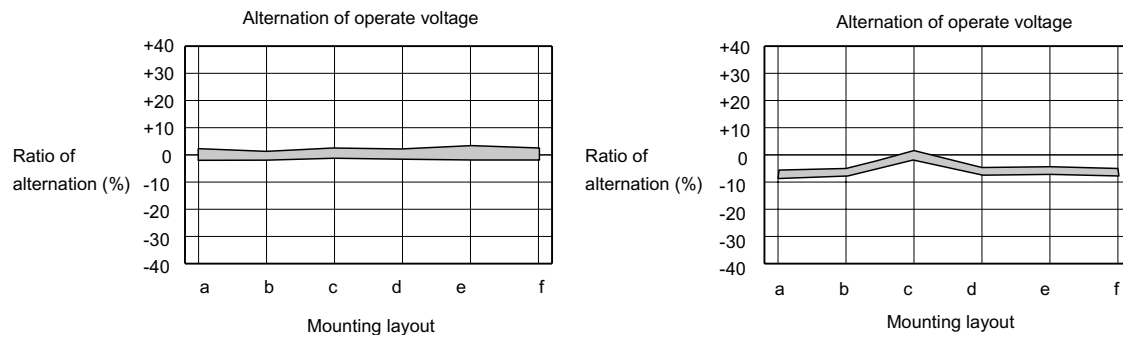 Alternation of operate voltage
+40
+30
+20
+10
0
-10
-20
-30
-40
Ratio of
alternation (%)
a b c d e f
Mounting layout
Alternation of operate voltage
+40
+30
+20
+10
0
-10
-20
-30
-40
Ratio of
alternation (%)
a b c d e f
Mounting layout